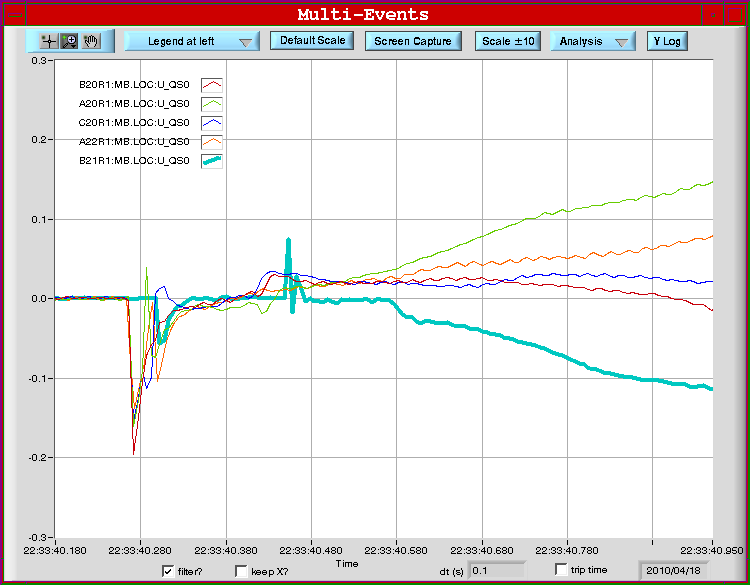 Multi-Events
Legend at left
Default Scale
Screen Capture
Scale ±10
Analysis
Y Log
0.3
0.2
0.1
0.0
-0.1
-0.2
-0.3
B20R1:MB.LOC:U_QS0
A20R1:MB.LOC:U_QS0
C20R1:MB.LOC:U_QS0
A22R1:MB.LOC:U_QS0
B21R1:MB.LOC:U_QS0
22:33:40.180 22:33:40.280 22:33:40.380 22:33:40.480 22:33:40.580 22:33:40.680 22:33:40.780 22:33:40.950
Time
filter? keep X? dt (s) 0.1 trip time 2010/04/18